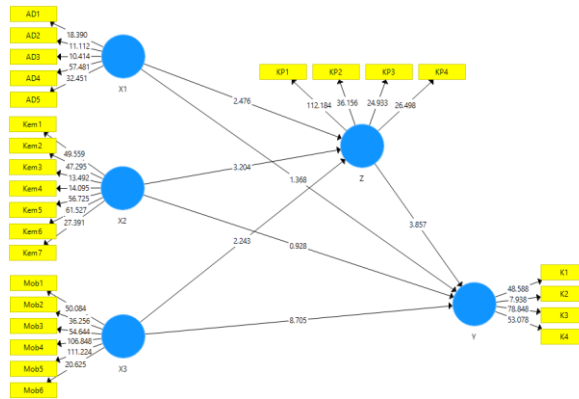 AD1
AD2
AD3
AD4
AD5
18.390
11.112
10.414
57.481
32.451
X1
Kem1
Kem2
Kem3
Kem4
Kem5
Kem6
Kem7
49.559
47.295
13.492
14.095
56.725
61.527
27.391
X2
Mob1
Mob2
Mob3
Mob4
Mob5
Mob6
50.084
36.256
54.644
106.848
111.224
20.625
X3
2.476
3.204
2.243
1.368
0.928
8.705
KP1
KP2
KP3
KP4
112.184
36.156
24.933
26.498
Z
3.857
Y
48.588
7.938
78.848
53.078
K1
K2
K3
K4